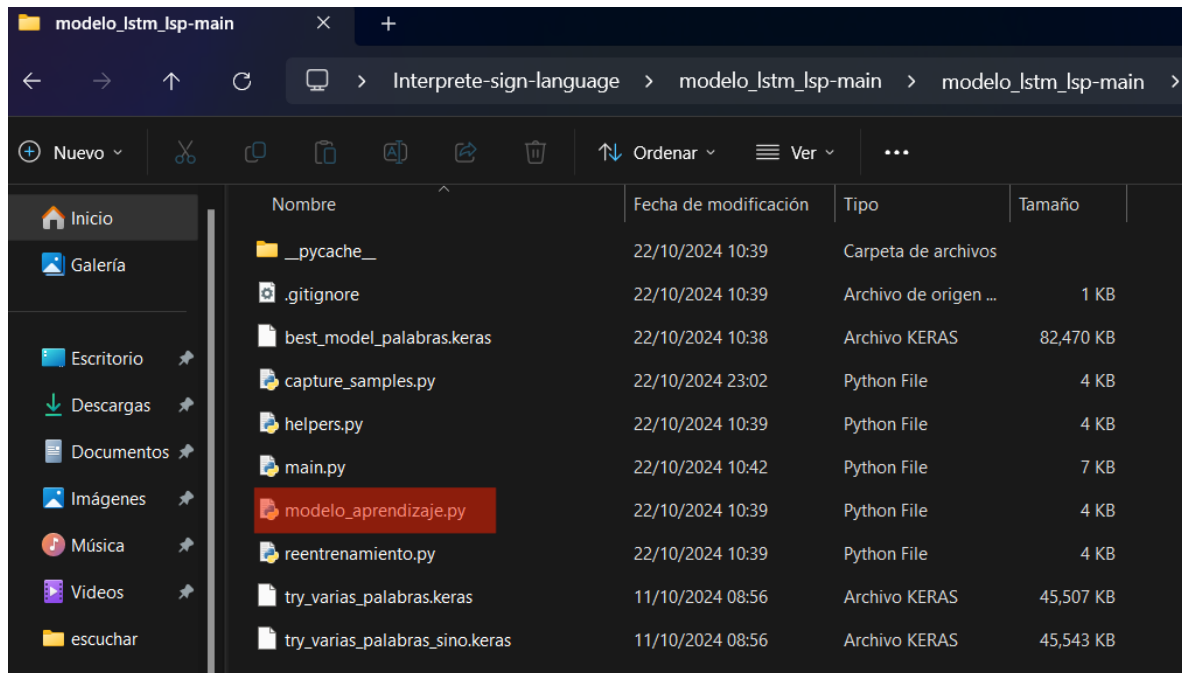 modelo_lstm_lsp-main
Interprete-sign-language > modelo_lstm_lsp-main > modelo_lstm_lsp-main >
Nuevo Ordenar Ver
Nombre Fecha de modificación Tipo Tamaño
Inicio
Galería
Escritorio
Descargas
Documentos
Imágenes
Música
Videos
escuchar
__pycache__ 22/10/2024 10:39 Carpeta de archivos
.gitignore 22/10/2024 10:39 Archivo de origen ... 1 KB
best_model_palabras.keras 22/10/2024 10:38 Archivo KERAS 82,470 KB
capture_samples.py 22/10/2024 23:02 Python File 4 KB
helpers.py 22/10/2024 10:39 Python File 4 KB
main.py 22/10/2024 10:42 Python File 7 KB
modelo_aprendizaje.py 22/10/2024 10:39 Python File 4 KB
reentrenamiento.py 22/10/2024 10:39 Python File 4 KB
try_varias_palabras.keras 11/10/2024 08:56 Archivo KERAS 45,507 KB
try_varias_palabras_sino.keras 11/10/2024 08:56 Archivo KERAS 45,543 KB